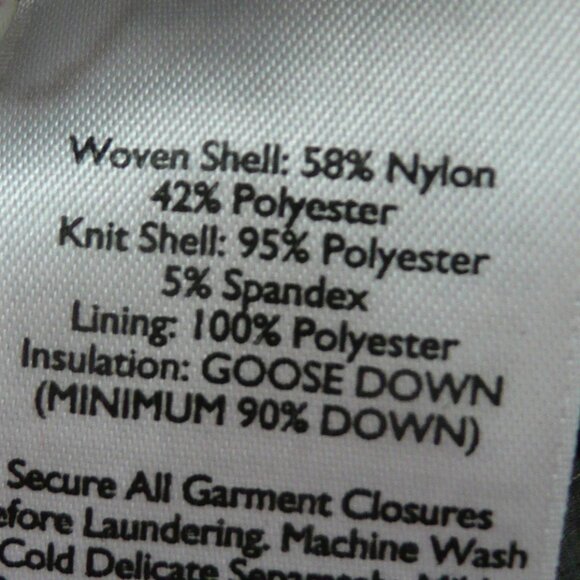 Woven Shell: 58% Nylon
42% Polyester
Knit Shell: 95% Polyester
5% Spandex
Lining: 100% Polyester
Insulation: GOOSE DOWN
(MINIMUM 90% DOWN)
Secure All Garment Closures
efore Laundering. Machine Wash
Cold Delicate